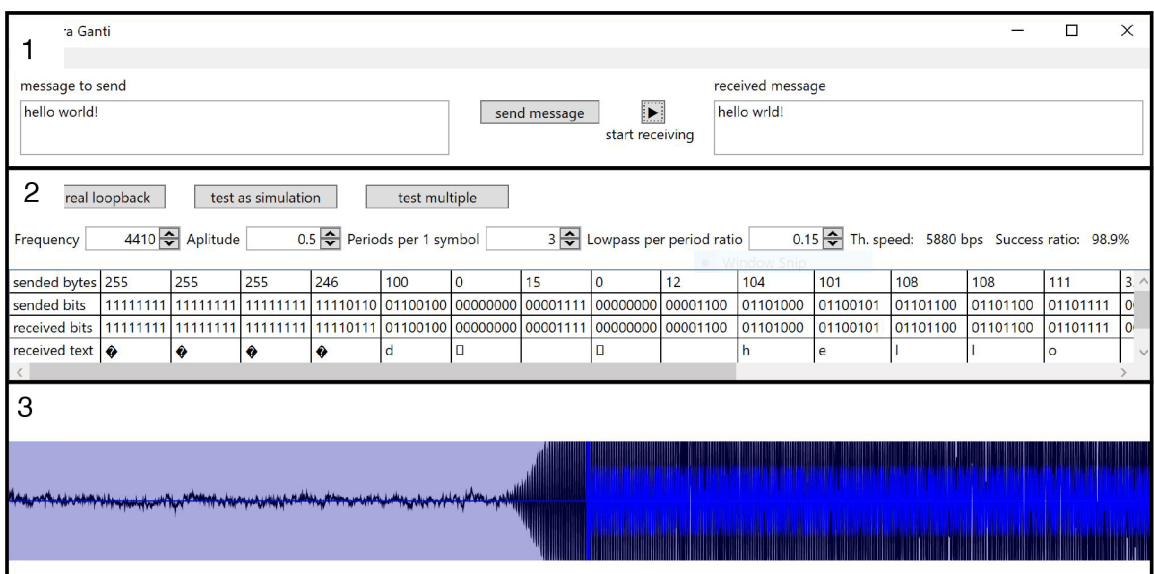 1
ra Ganti
message to send
received message
hello world!
send message
start receiving
hello wrld!
2
real loopback test as simulation test multiple
Frequency 4410 Aplitude 0.5 Periods per 1 symbol 3 Lowpass per period ratio 0.15 Th. speed: 5880 bps Success ratio: 98.9%
Window Snip
sended bytes 255 255 255 246 100 0 15 0 12 104 101 108 108 111 3
sended bits 11111111 11111111 11111111 11110110 01100100 00000000 00001111 00000000 00001100 01101000 01100101 01101100 01101100 01101111 0
received bits 11111111 11111111 11111111 11110111 01100100 00000000 00001111 00000000 00001100 01101000 01100101 01101100 01101100 01101111 0
received text � � � � d □ □ h e l l o
3